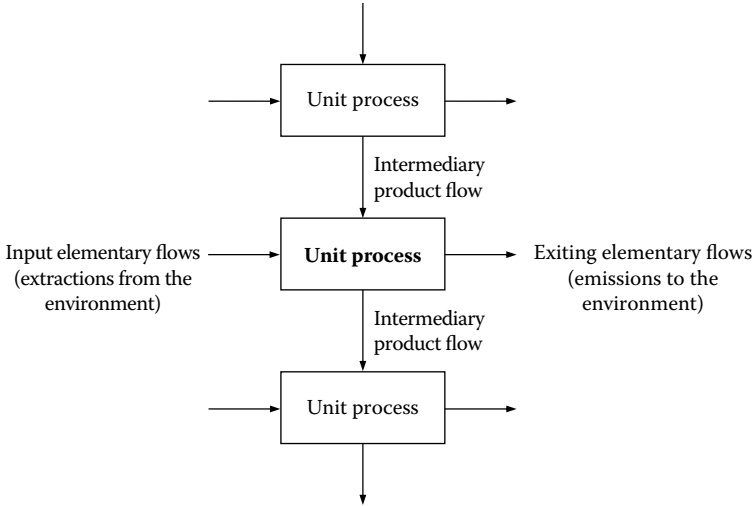 Unit process
Intermediary
product flow
Input elementary flows
(extractions from the
environment)
Unit process
Exiting elementary flows
(emissions to the
environment)
Intermediary
product flow
Unit process